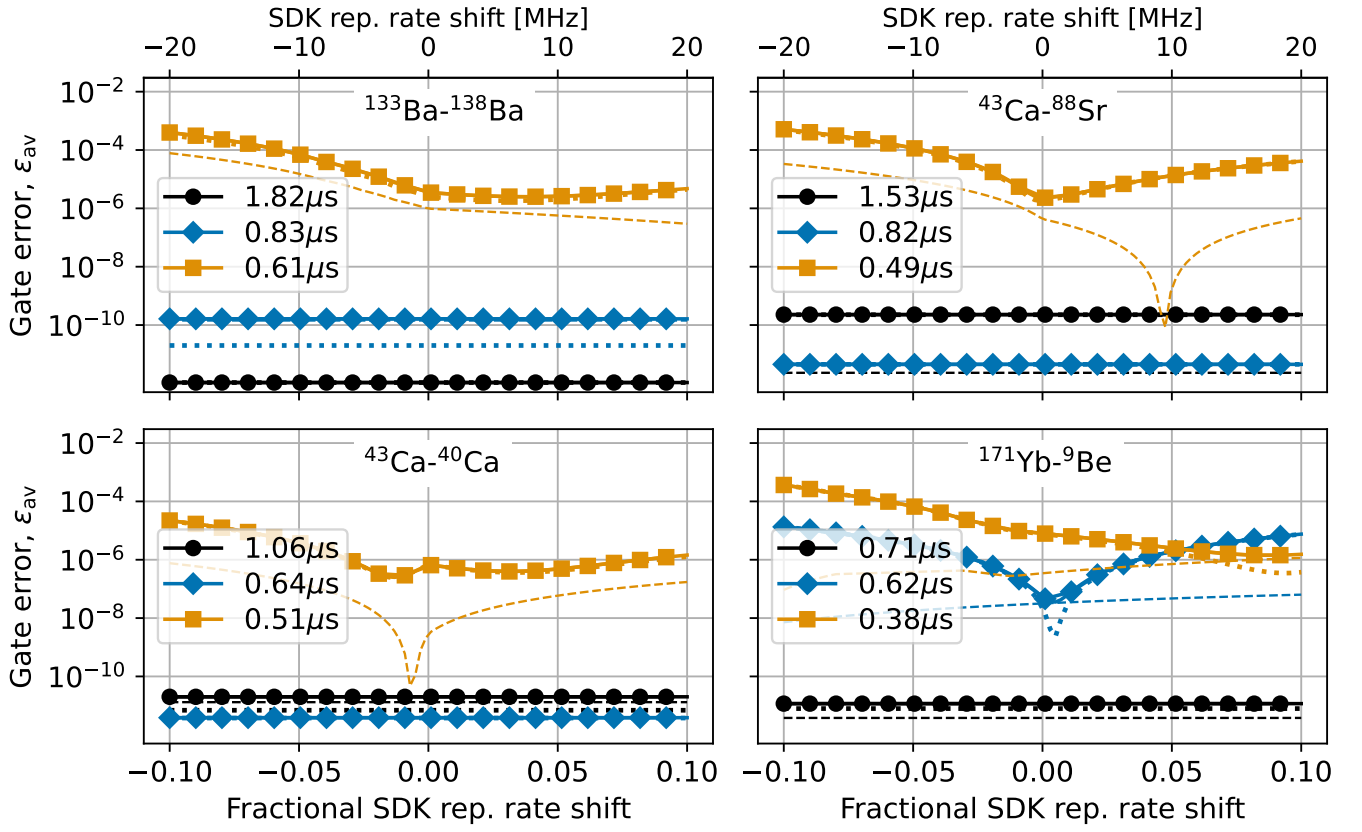 SDK rep. rate shift [MHz] SDK rep. rate shift [MHz]
−20 −10 0 10 20 −20 −10 0 10 20
Gate error, εav
10−2
10−4
10−6
10−8
10−10
133Ba-138Ba
1.82μs
0.83μs
0.61μs
43Ca-88Sr
1.53μs
0.82μs
0.49μs
Gate error, εav
10−2
10−4
10−6
10−8
10−10
43Ca-40Ca
1.06μs
0.64μs
0.51μs
171Yb-9Be
0.71μs
0.62μs
0.38μs
−0.10 −0.05 0.00 0.05 0.10 −0.10 −0.05 0.00 0.05 0.10
Fractional SDK rep. rate shift Fractional SDK rep. rate shift